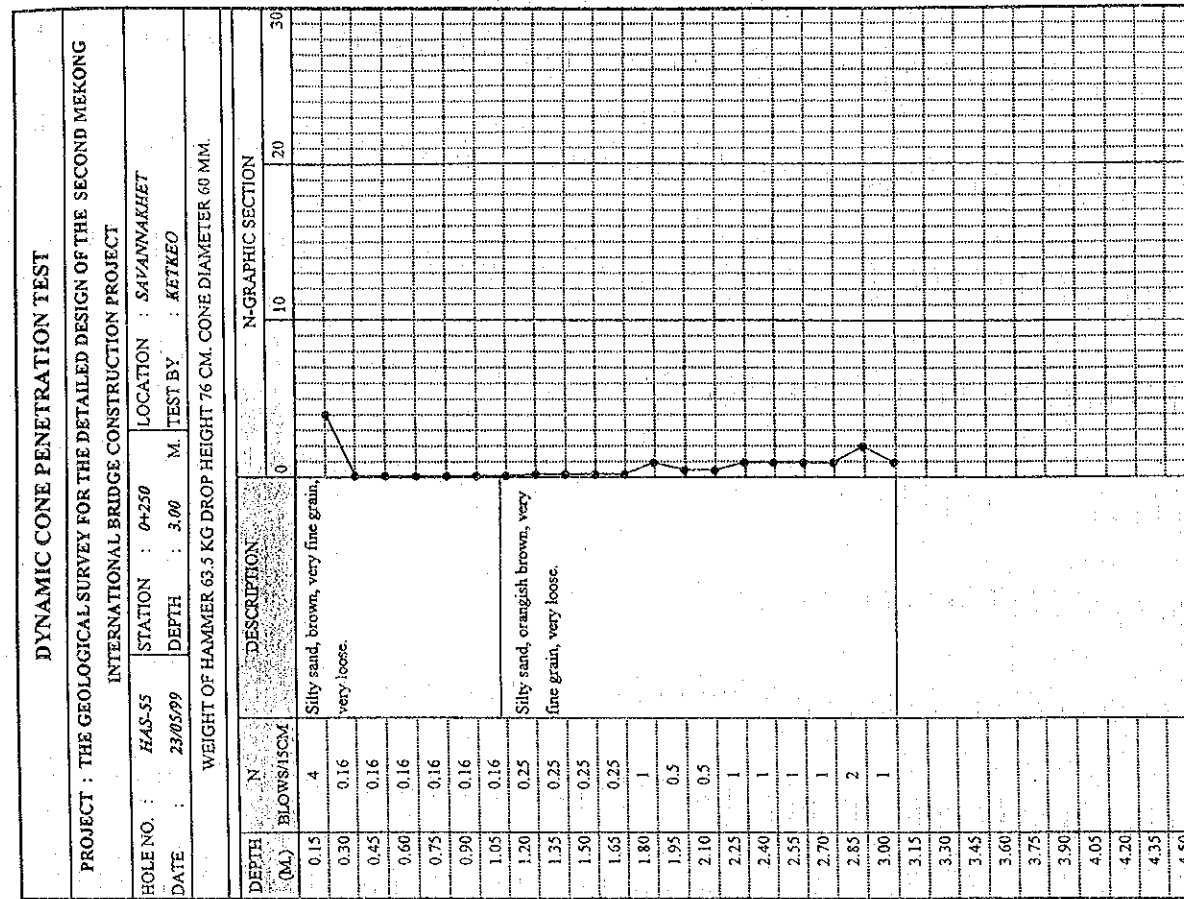 DYNAMIC CONE PENETRATION TEST
PROJECT : THE GEOLOGICAL SURVEY FOR THE DETAILED DESIGN OF THE SECOND MEKONG
INTERNATIONAL BRIDGE CONSTRUCTION PROJECT
HOLE NO. : HAS-55 STATION : 0+250 LOCATION : SAVANNAKHET
DATE : 23/05/99 DEPTH : 3.00 M. TEST BY : KETKEO
WEIGHT OF HAMMER 63.5 KG DROP HEIGHT 76 CM. CONE DIAMETER 60 MM.
DEPTH N DESCRIPTION N-GRAPHIC SECTION
(M.) BLOWS/15CM 0 10 20 30
0.15 4 Silty sand, brown, very fine grain,
0.30 0.16 very loose.
0.45 0.16
0.60 0.16
0.75 0.16
0.90 0.16
1.05 0.16
1.20 0.25 Silty sand, orangish brown, very
1.35 0.25 fine grain, very loose.
1.50 0.25
1.65 0.25
1.80 1
1.95 0.5
2.10 0.5
2.25 1
2.40 1
2.55 1
2.70 1
2.85 2
3.00 1
3.15
3.30
3.45
3.60
3.75
3.90
4.05
4.20
4.35
4.50